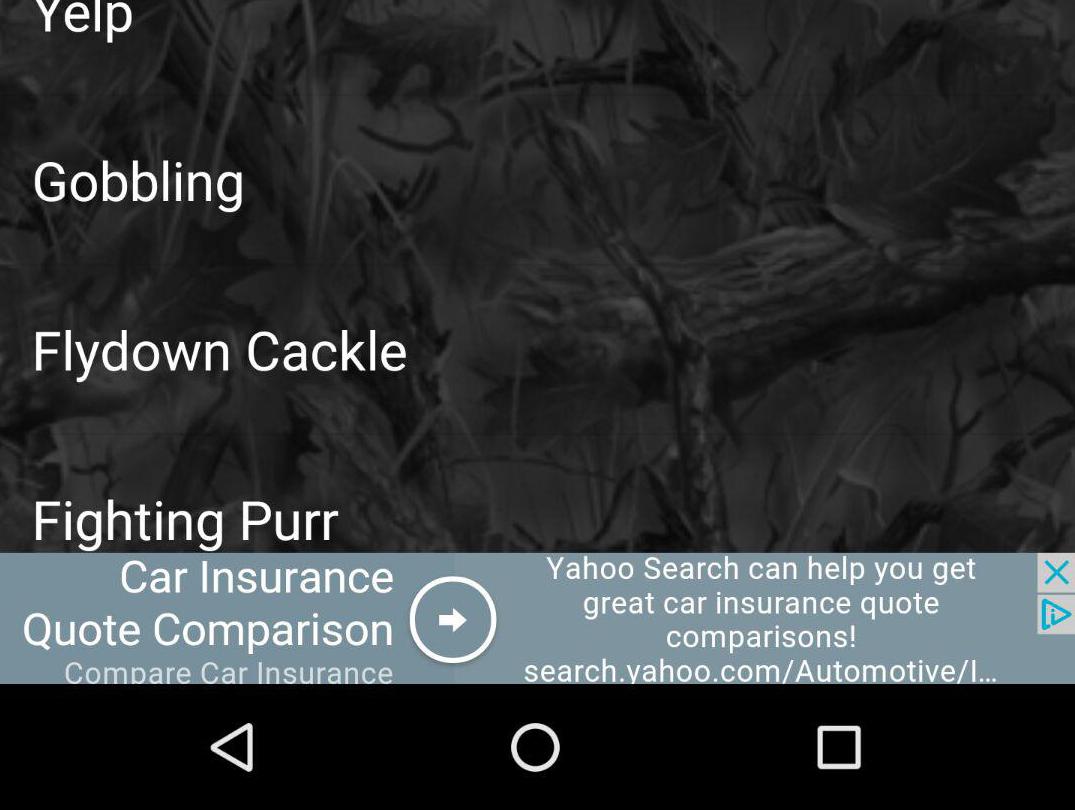 Yelp
Gobbling
Flydown Cackle
Fighting Purr
Car Insurance
Quote Comparison
Compare Car Insurance
Yahoo Search can help you get
great car insurance quote
comparisons!
search.yahoo.com/Automotive/I...